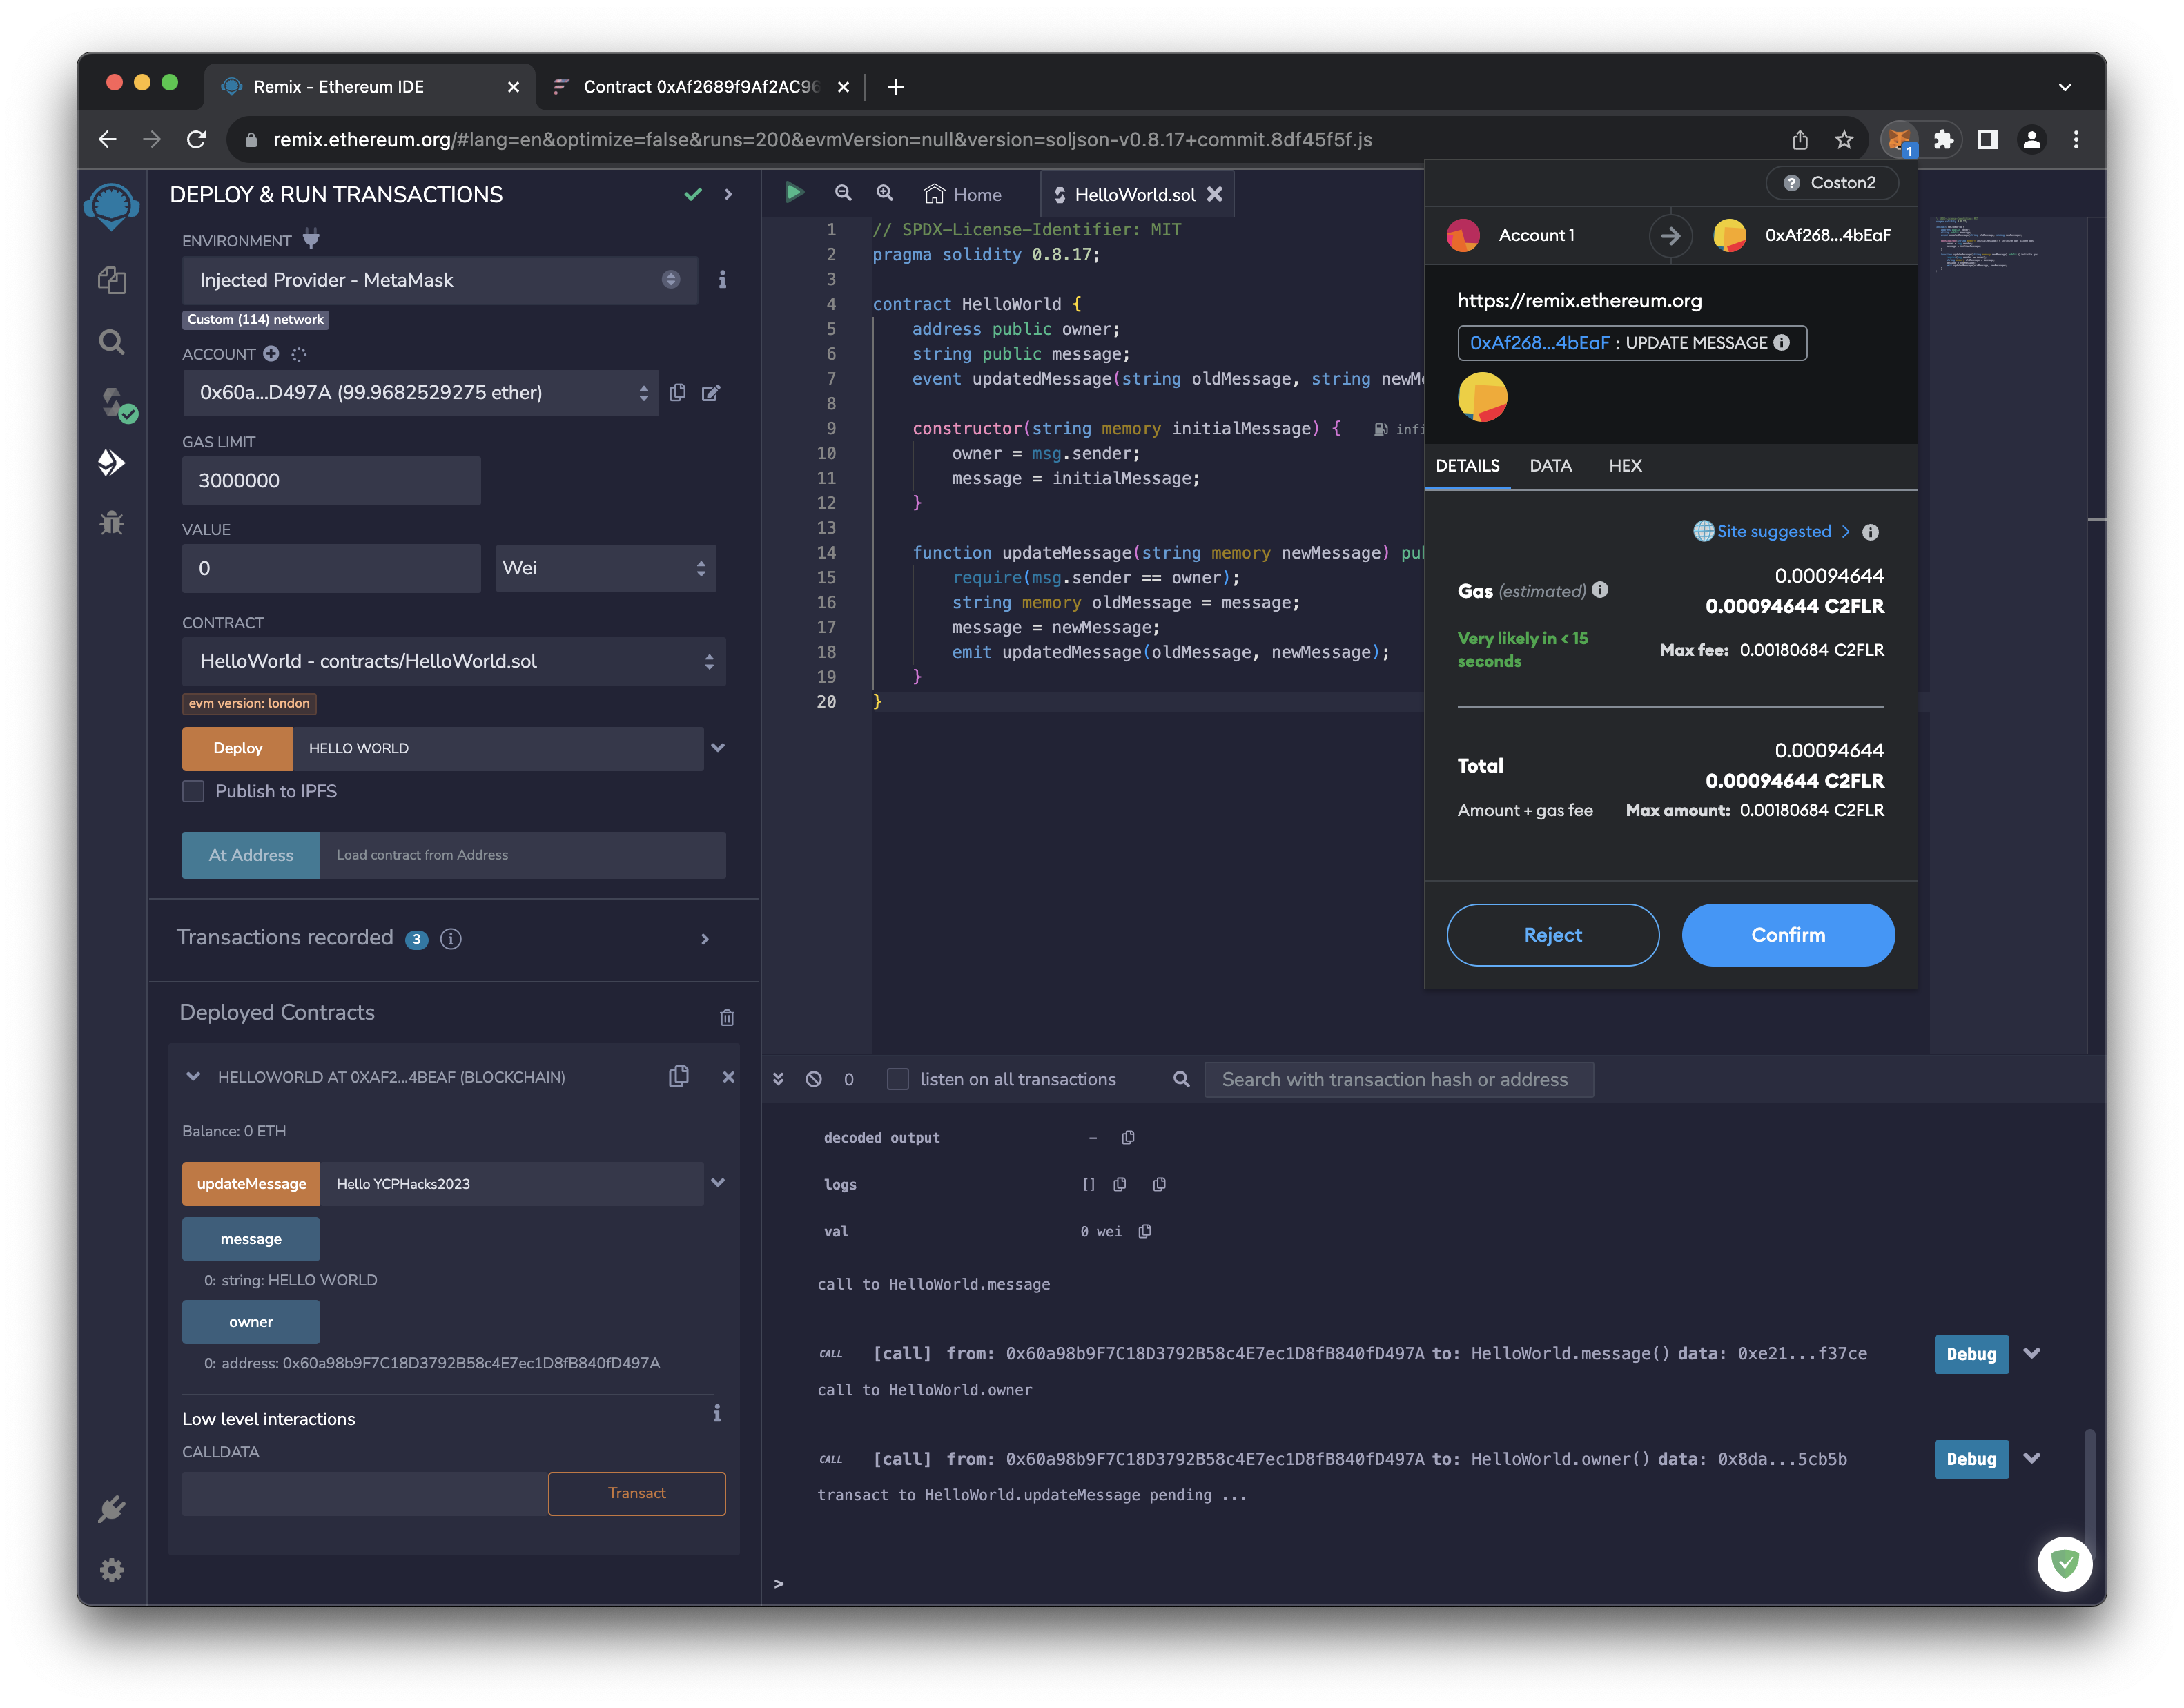 Remix - Ethereum IDE
Contract 0xAf2689f9Af2AC96
remix.ethereum.org/#lang=en&optimize=false&runs=200&evmVersion=null&version=soljson-v0.8.17+commit.8df45f5f.js
1
DEPLOY & RUN TRANSACTIONS
ENVIRONMENT
Injected Provider - MetaMask
Custom (114) network
ACCOUNT
0x60a...D497A (99.9682529275 ether)
GAS LIMIT
3000000
VALUE
0
Wei
CONTRACT
HelloWorld - contracts/HelloWorld.sol
evm version: london
Deploy
HELLO WORLD
Publish to IPFS
At Address
Load contract from Address
Transactions recorded 3
Deployed Contracts
HELLOWORLD AT 0XAF2...4BEAF (BLOCKCHAIN)
Balance: 0 ETH
updateMessage
Hello YCPHacks2023
message
0: string: HELLO WORLD
owner
0: address: 0x60a98b9F7C18D3792B58c4E7ec1D8fB840fD497A
Low level interactions
CALLDATA
Transact
Home
HelloWorld.sol
1 // SPDX-License-Identifier: MIT
2 pragma solidity 0.8.17;
3
4 contract HelloWorld {
5 address public owner;
6 string public message;
7 event updatedMessage(string oldMessage, string newMe
8
9 constructor(string memory initialMessage) { infi
10 owner = msg.sender;
11 message = initialMessage;
12 }
13
14 function updateMessage(string memory newMessage) pub
15 require(msg.sender == owner);
16 string memory oldMessage = message;
17 message = newMessage;
18 emit updatedMessage(oldMessage, newMessage);
19 }
20 }
Coston2
Account 1
0xAf268...4bEaF
https://remix.ethereum.org
0xAf268...4bEaF : UPDATE MESSAGE
DETAILS
DATA
HEX
Site suggested >
Gas (estimated)
0.00094644
0.00094644 C2FLR
Very likely in < 15
seconds
Max fee: 0.00180684 C2FLR
Total
0.00094644
0.00094644 C2FLR
Amount + gas fee
Max amount: 0.00180684 C2FLR
Reject
Confirm
0
listen on all transactions
Search with transaction hash or address
decoded output -
logs []
val 0 wei
call to HelloWorld.message
CALL [call] from: 0x60a98b9F7C18D3792B58c4E7ec1D8fB840fD497A to: HelloWorld.message() data: 0xe21...f37ce
Debug
call to HelloWorld.owner
CALL [call] from: 0x60a98b9F7C18D3792B58c4E7ec1D8fB840fD497A to: HelloWorld.owner() data: 0x8da...5cb5b
Debug
transact to HelloWorld.updateMessage pending ...
>